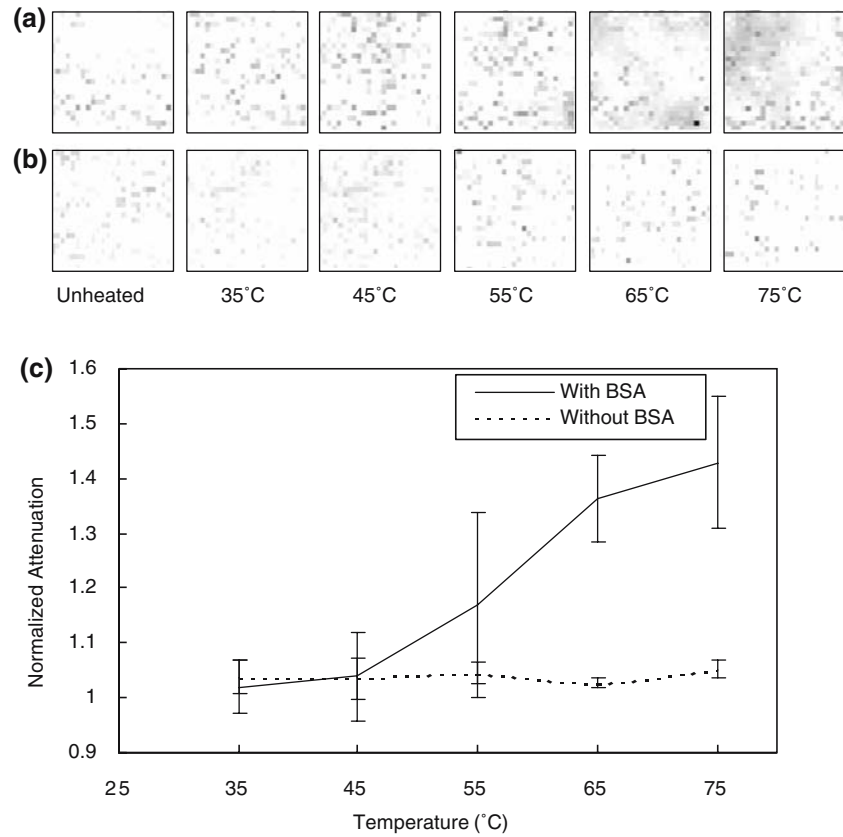 (a)
(b)
Unheated 35˚C 45˚C 55˚C 65˚C 75˚C
(c)
1.6
1.5
1.4
1.3
1.2
1.1
1
0.9
Normalized Attenuation
With BSA
Without BSA
25 35 45 55 65 75
Temperature (˚C)